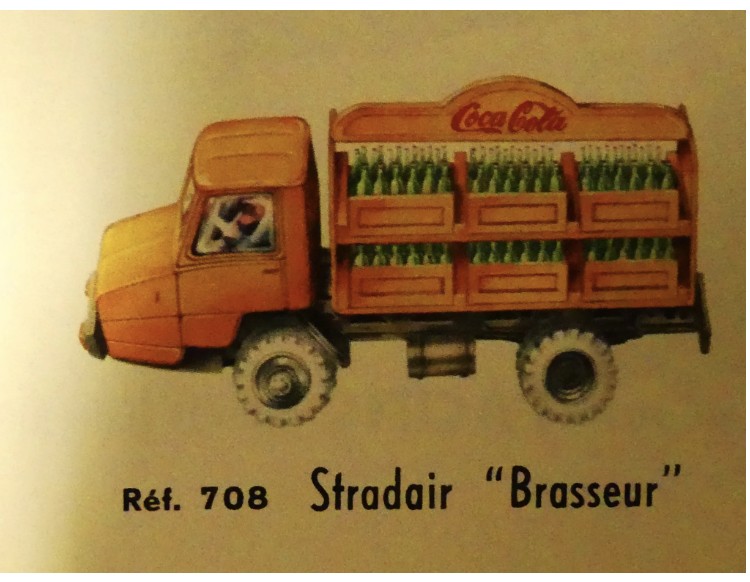 Coca-Cola
Réf. 708 Stradair "Brasseur"